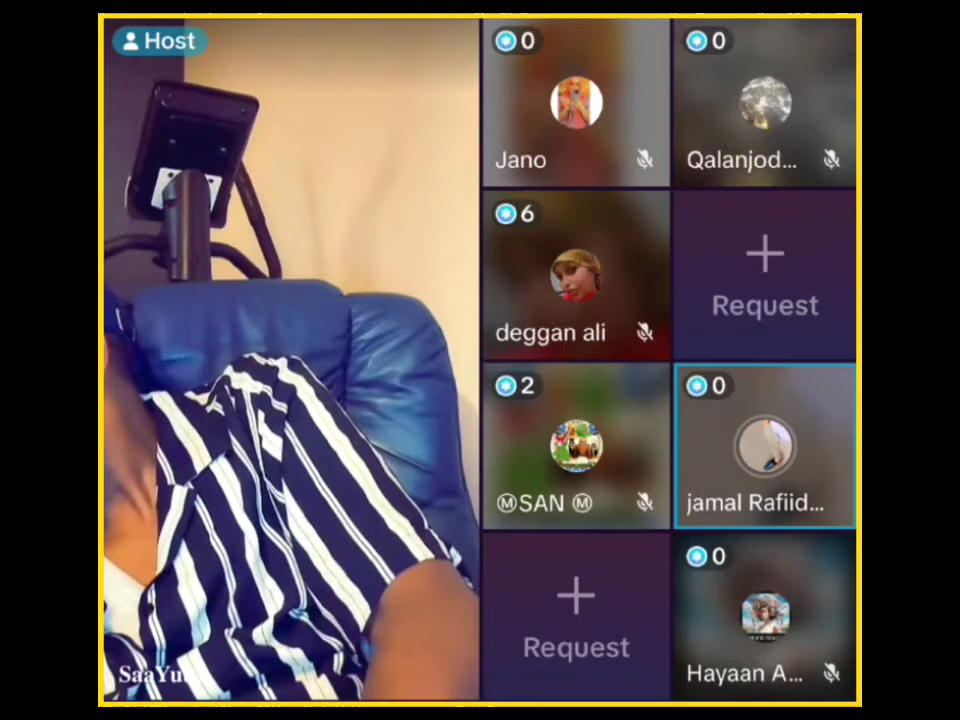 Host
0
Jano
0
Qalanjod...
6
deggan ali
+
Request
2
ⓂSAN Ⓜ
0
jamal Rafiid...
+
Request
0
Hayaan A...